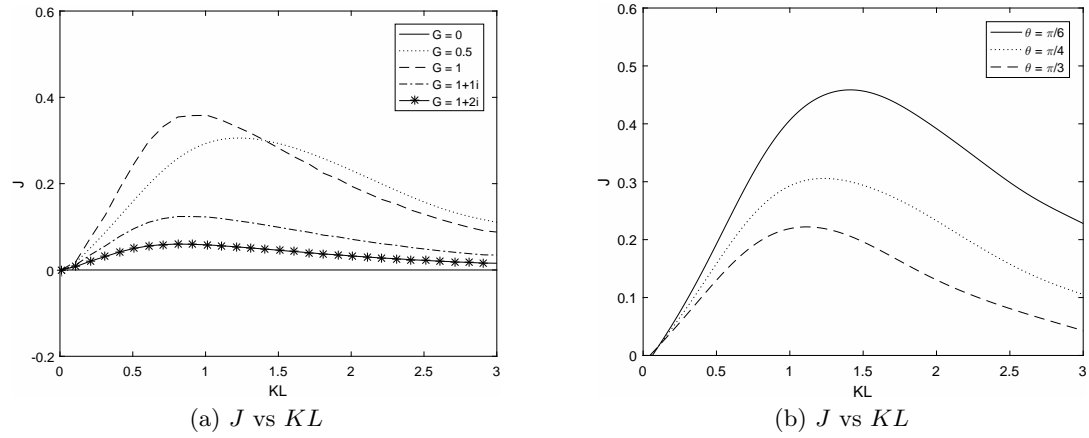 0.6
0.4
0.2
0
-0.2
J
G = 0
G = 0.5
G = 1
G = 1+1i
G = 1+2i
0 0.5 1 1.5 2 2.5 3
KL
(a) J vs KL
0.6
0.5
0.4
0.3
0.2
0.1
0
J
θ = π/6
θ = π/4
θ = π/3
0 0.5 1 1.5 2 2.5 3
KL
(b) J vs KL